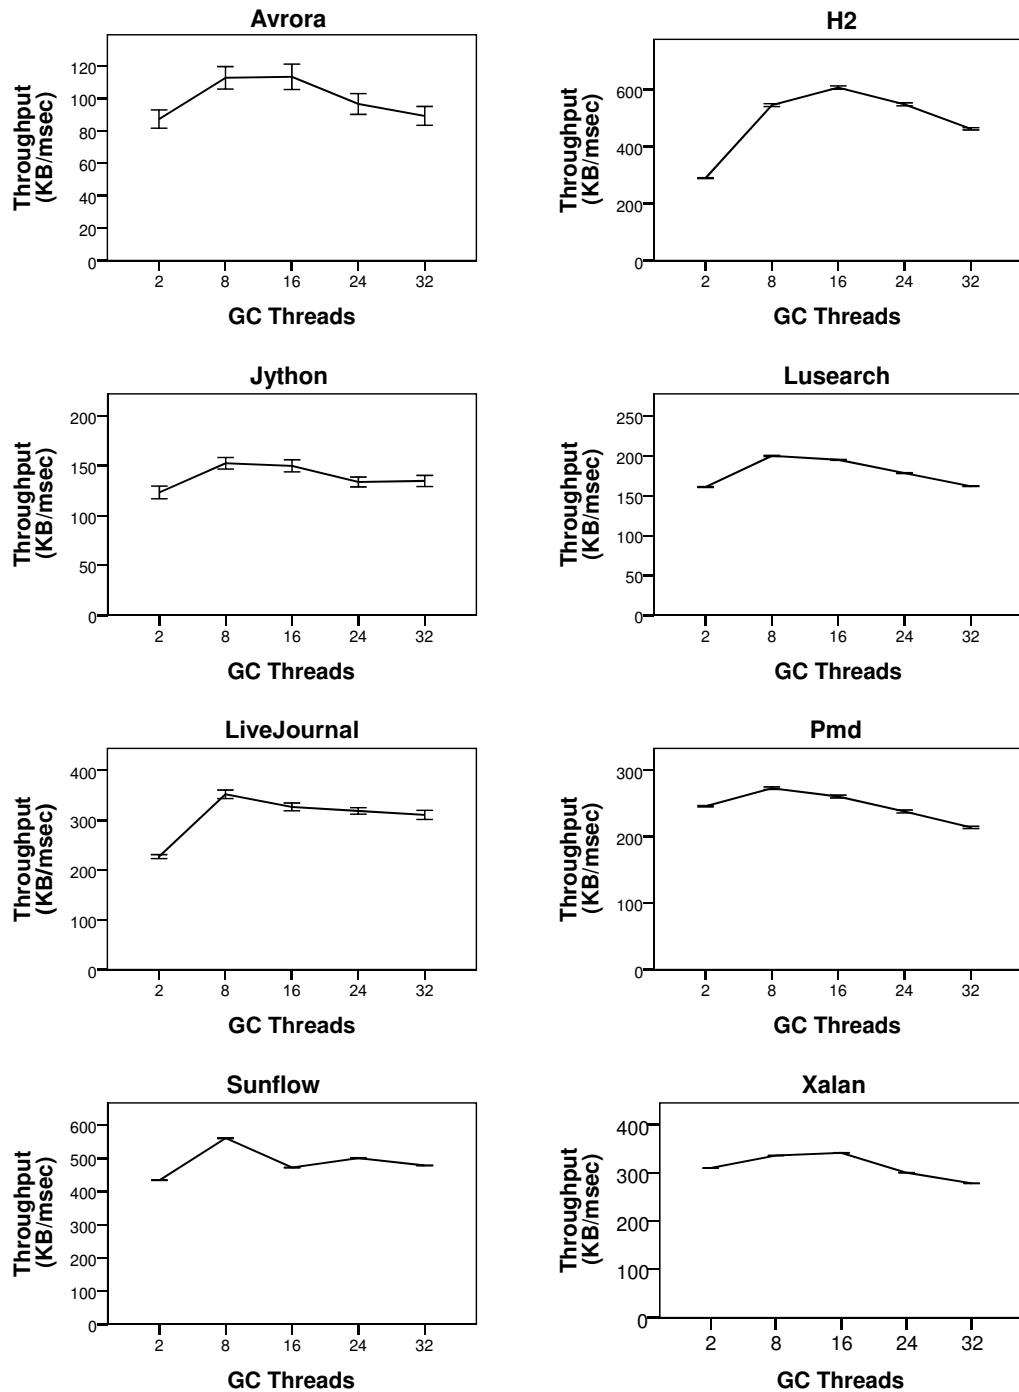 Avrora
Throughput
(KB/msec)
120
100
80
60
40
20
0
2 8 16 24 32
GC Threads
H2
Throughput
(KB/msec)
600
400
200
0
2 8 16 24 32
GC Threads
Jython
Throughput
(KB/msec)
200
150
100
50
0
2 8 16 24 32
GC Threads
Lusearch
Throughput
(KB/msec)
250
200
150
100
50
0
2 8 16 24 32
GC Threads
LiveJournal
Throughput
(KB/msec)
400
300
200
100
0
2 8 16 24 32
GC Threads
Pmd
Throughput
(KB/msec)
300
200
100
0
2 8 16 24 32
GC Threads
Sunflow
Throughput
(KB/msec)
600
500
400
300
200
100
0
2 8 16 24 32
GC Threads
Xalan
Throughput
(KB/msec)
400
300
200
100
0
2 8 16 24 32
GC Threads